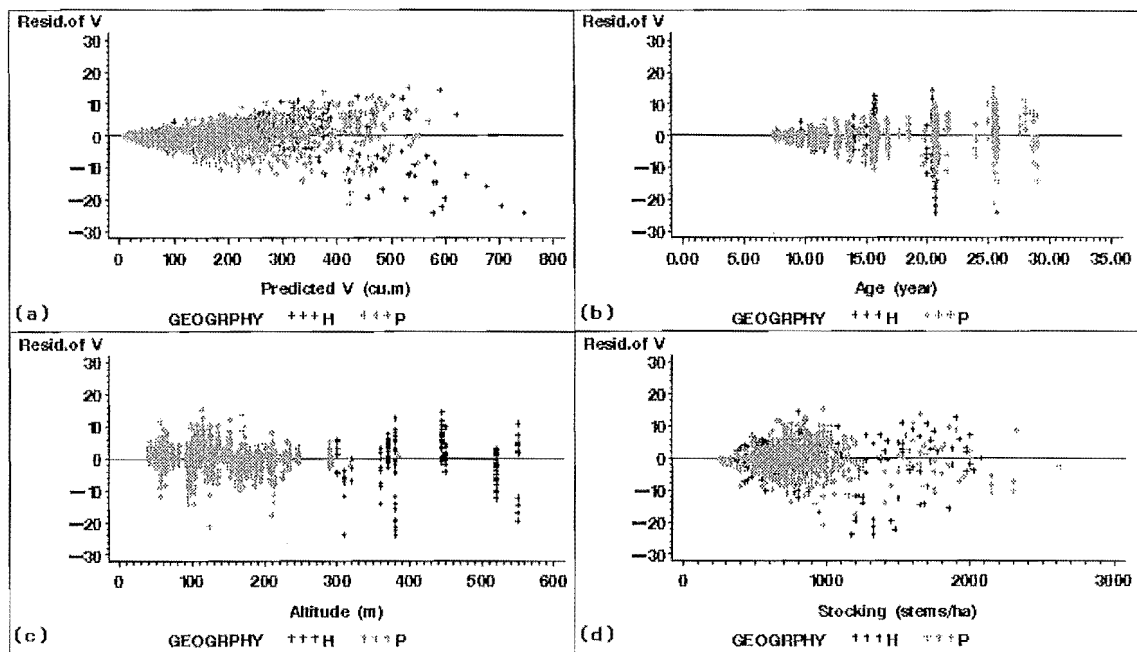 Resid.of V
30
20
10
0
−10
−20
−30
0 100 200 300 400 500 600 700 800
Predicted V (cu.m)
(a) GEOGRPHY +++ H +++ P
Resid.of V
30
20
10
0
−10
−20
−30
0.00 5.00 10.00 15.00 20.00 25.00 30.00 35.00
Age (year)
(b) GEOGRPHY +++ H +++ P
Resid.of V
30
20
10
0
−10
−20
−30
0 100 200 300 400 500 600
Altitude (m)
(c) GEOGRPHY +++ H +++ P
Resid.of V
30
20
10
0
−10
−20
−30
0 1000 2000 3000
Stocking (stems/ha)
(d) GEOGRPHY +++ H +++ P